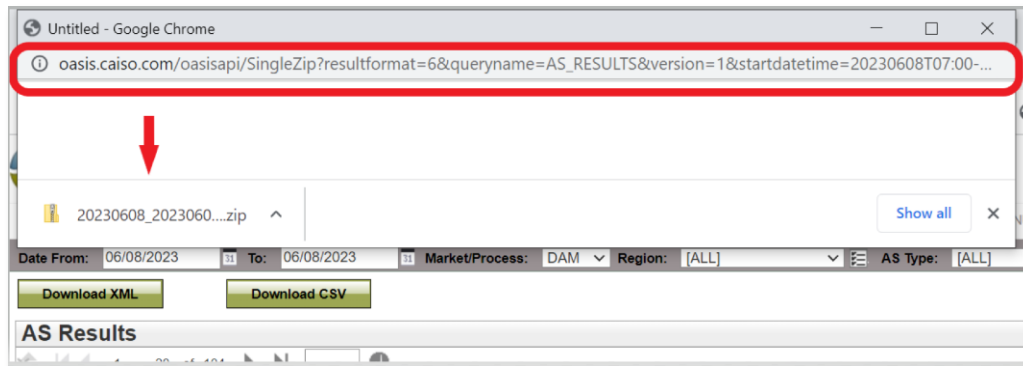 Untitled - Google Chrome
oasis.caiso.com/oasisapi/SingleZip?resultformat=6&queryname=AS_RESULTS&version=1&startdatetime=20230608T07:00-...
20230608_2023060....zip
Show all
Date From: 06/08/2023 31 To: 06/08/2023 31 Market/Process: DAM Region: [ALL] AS Type: [ALL]
Download XML Download CSV
AS Results